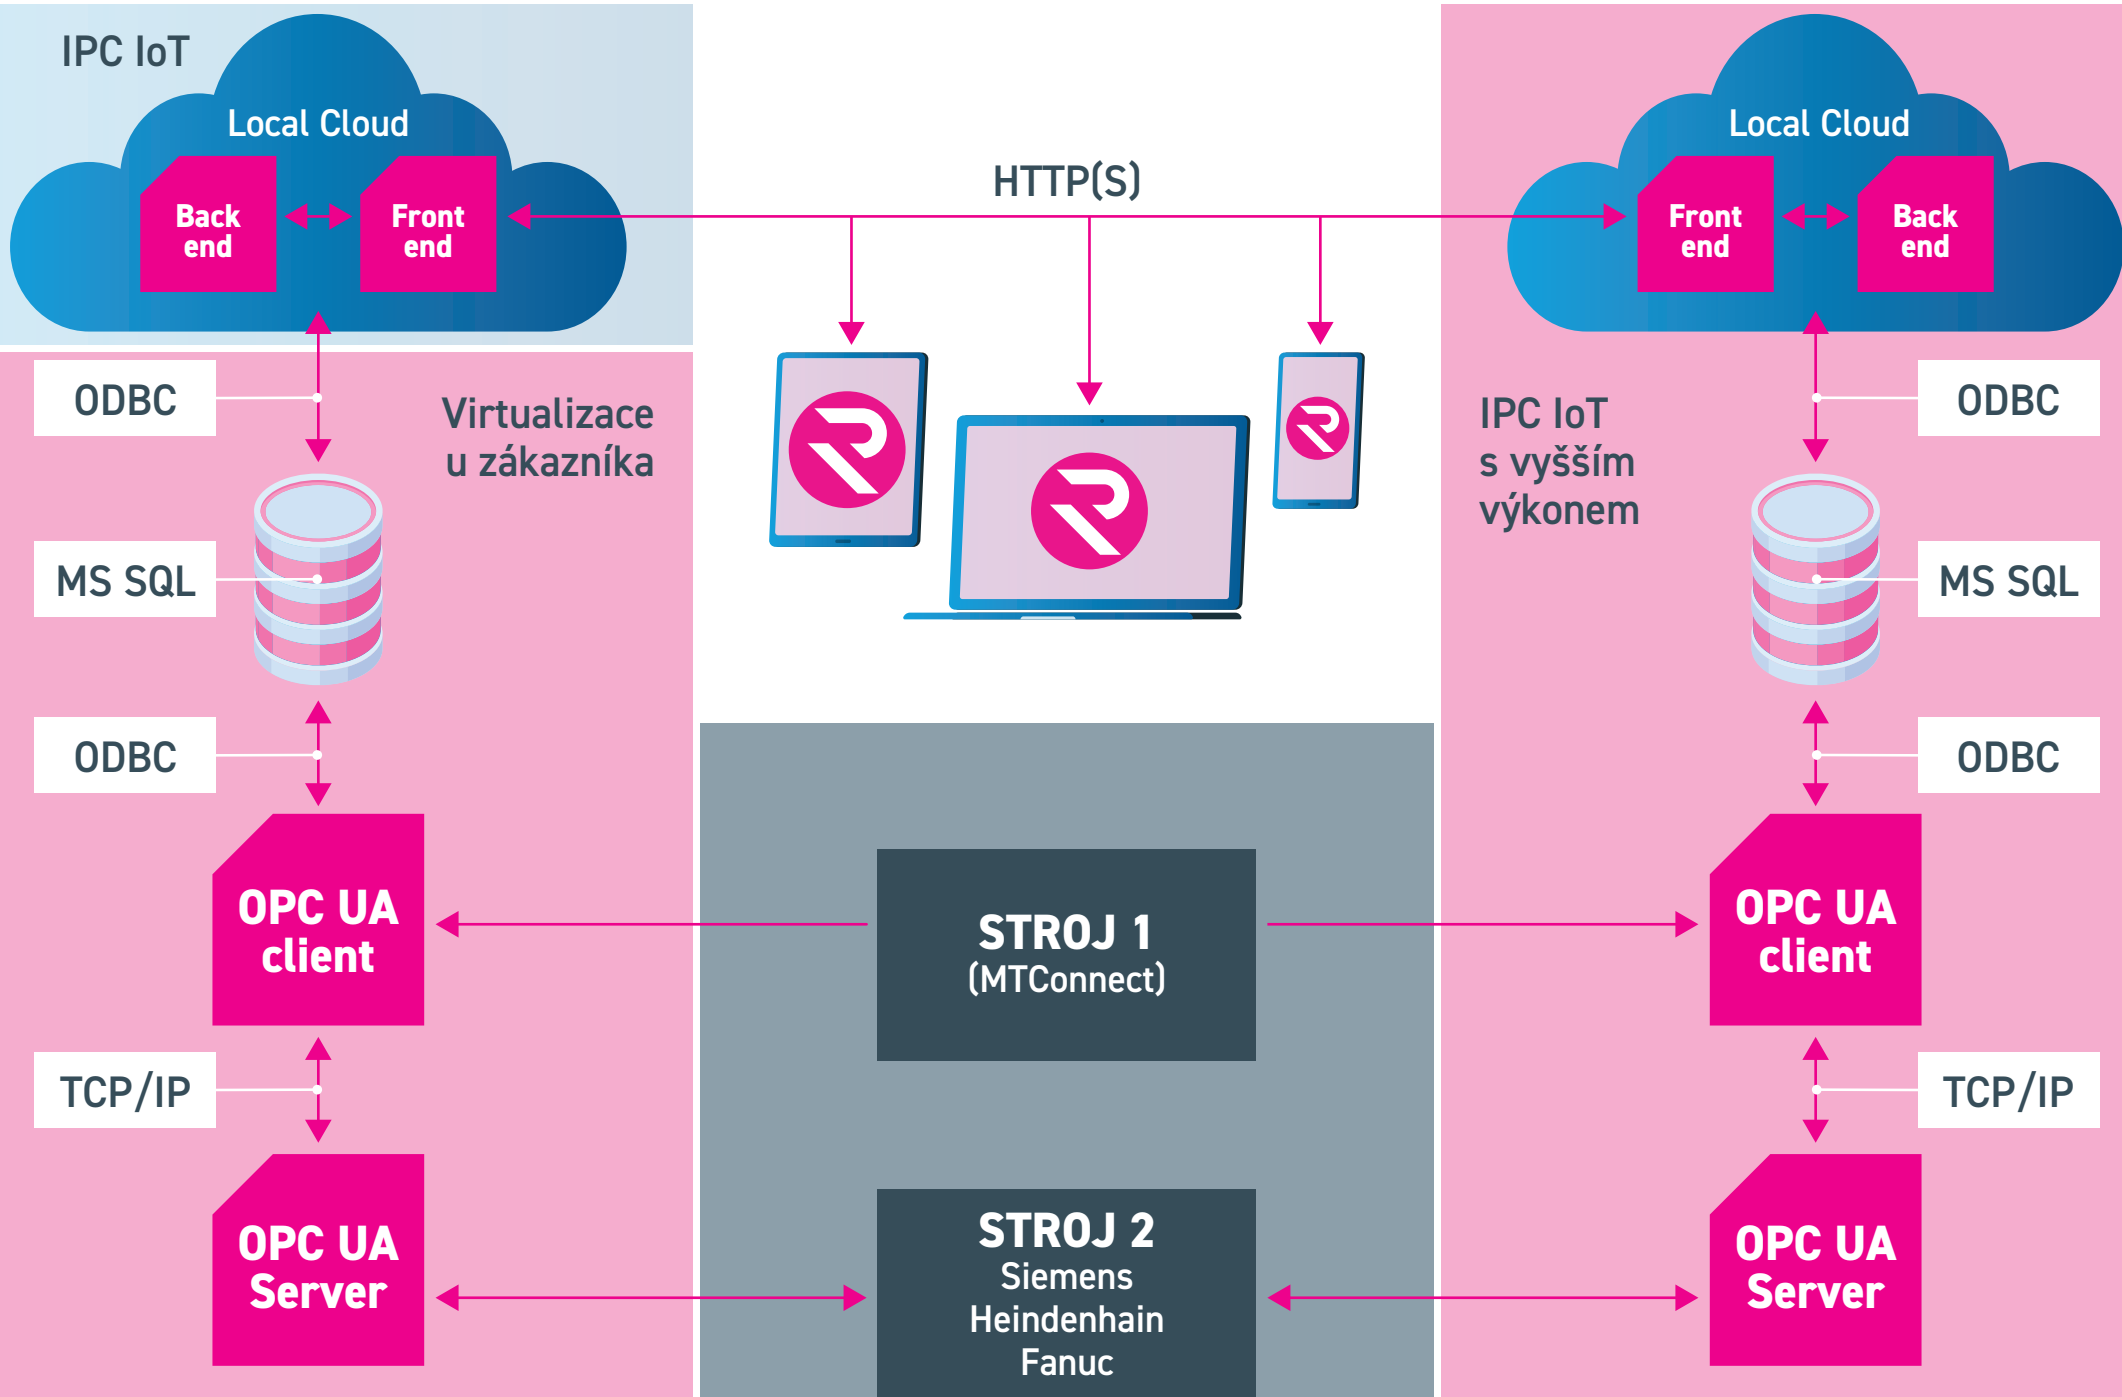 IPC IoT
Local Cloud
Back
end
Front
end
ODBC
Virtualizace
u zákazníka
MS SQL
ODBC
OPC UA
client
TCP/IP
OPC UA
Server
HTTP(S)
STROJ 1
(MTConnect)
STROJ 2
Siemens
Heindenhain
Fanuc
Local Cloud
Front
end
Back
end
IPC IoT
s vyšším
výkonem
ODBC
MS SQL
ODBC
OPC UA
client
TCP/IP
OPC UA
Server